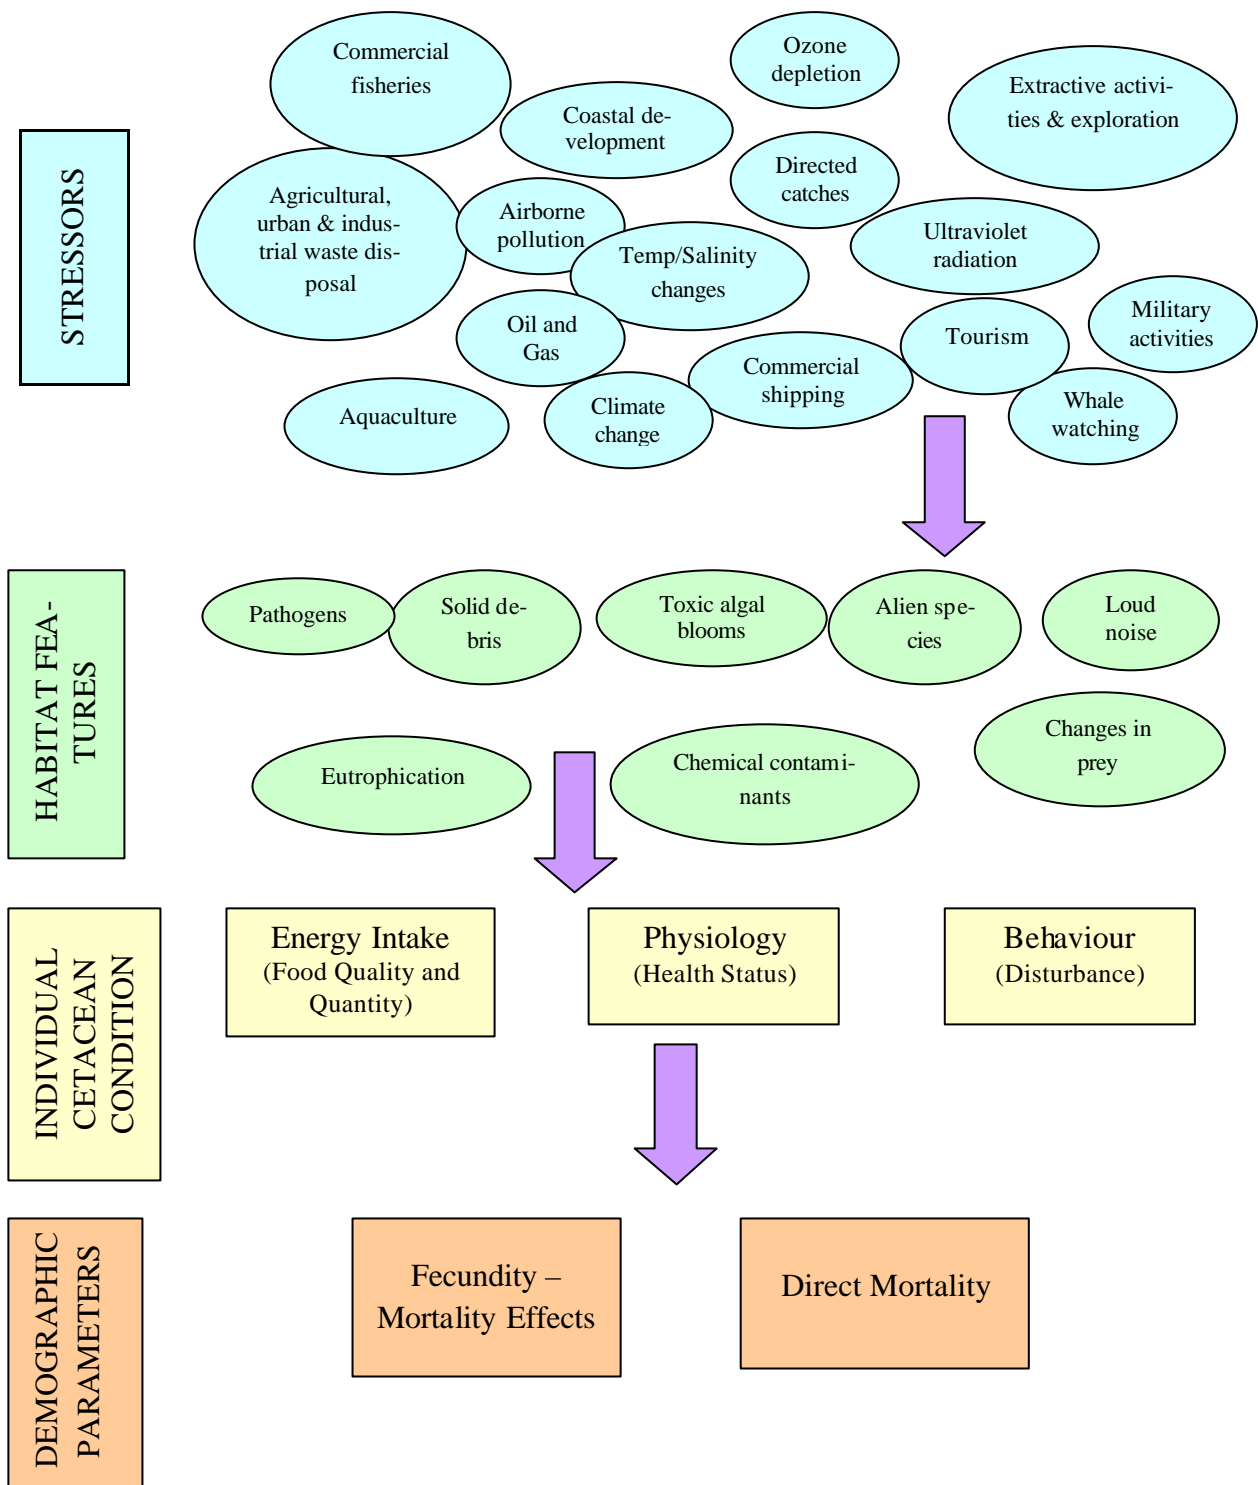 STRESSORS
Commercial
fisheries
Ozone
depletion
Extractive activi-
ties & exploration
Coastal de-
velopment
Directed
catches
Agricultural,
urban & indus-
trial waste dis-
posal
Airborne
pollution
Temp/Salinity
changes
Ultraviolet
radiation
Oil and
Gas
Commercial
shipping
Tourism
Military
activities
Aquaculture
Climate
change
Whale
watching
HABITAT FEA-
TURES
Pathogens
Solid de-
bris
Toxic algal
blooms
Alien spe-
cies
Loud
noise
Eutrophication
Chemical contami-
nants
Changes in
prey
INDIVIDUAL
CETACEAN
CONDITION
Energy Intake
(Food Quality and
Quantity)
Physiology
(Health Status)
Behaviour
(Disturbance)
DEMOGRAPHIC
PARAMETERS
Fecundity –
Mortality Effects
Direct Mortality